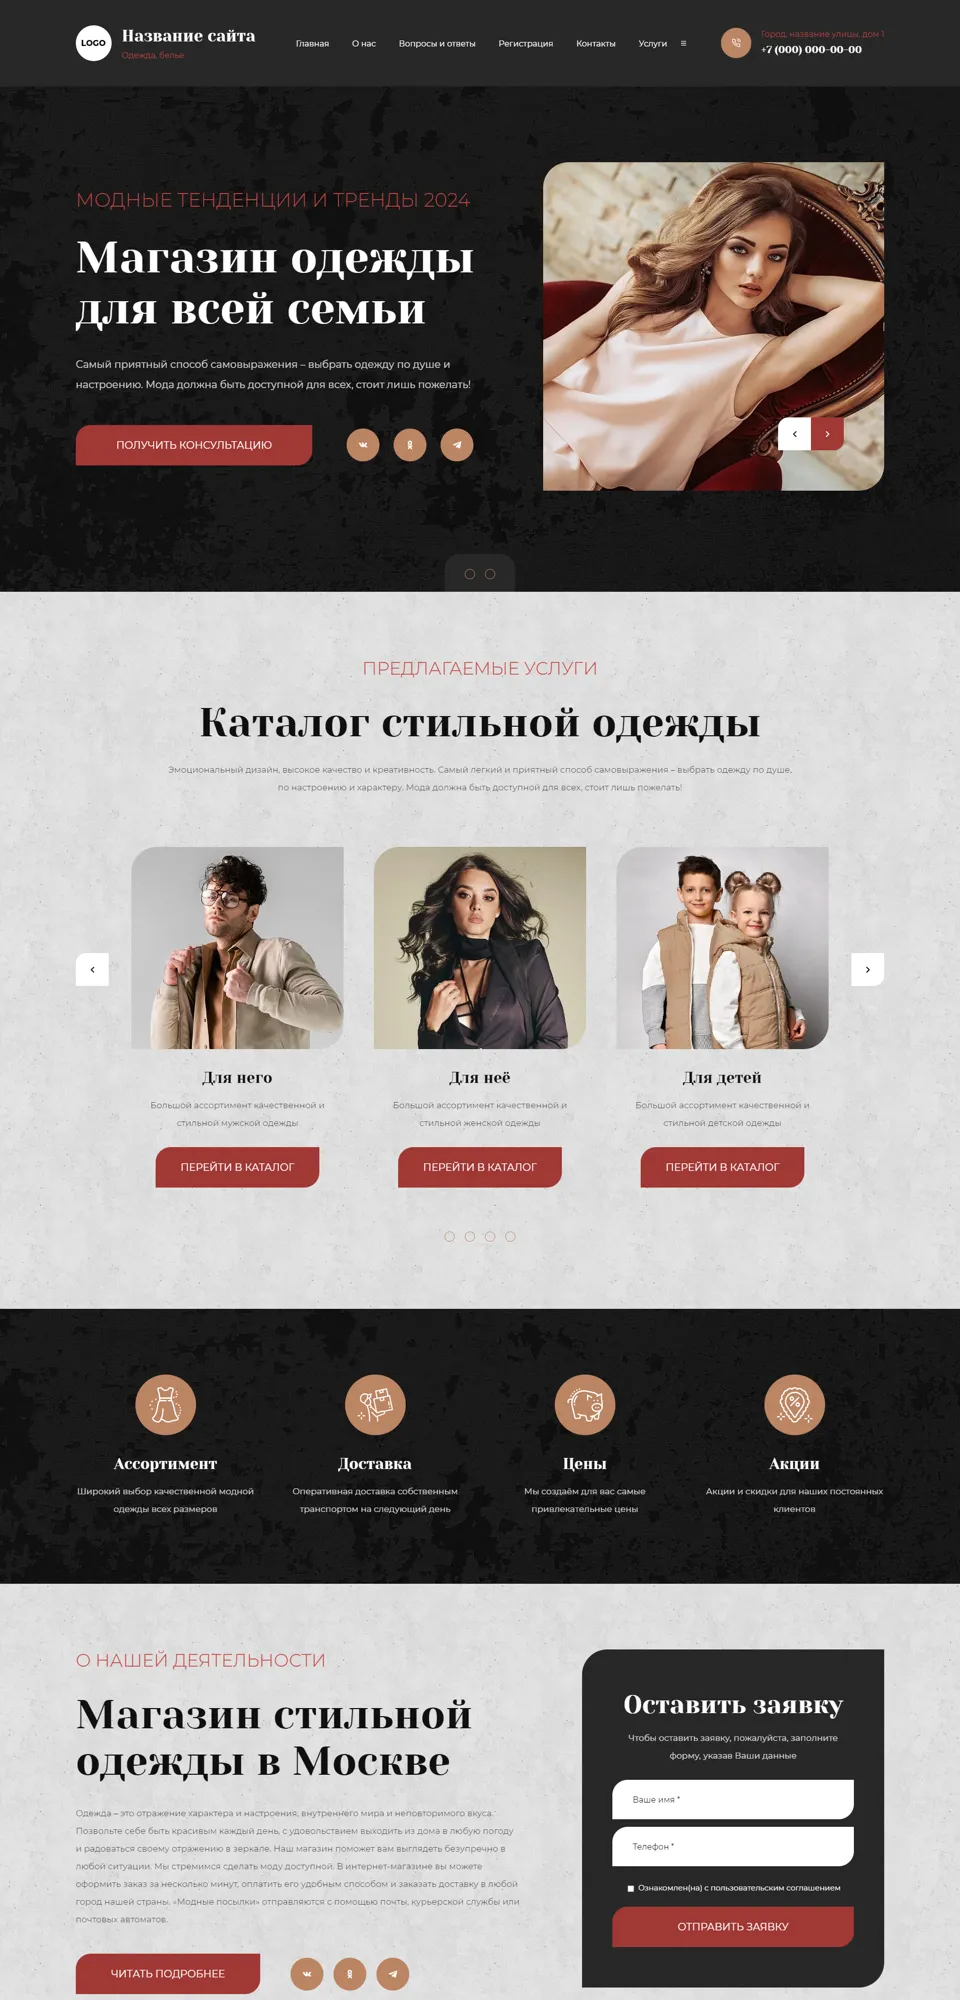 LOGO
Название сайта
Одежда, белье
Главная
О нас
Вопросы и ответы
Регистрация
Контакты
Услуги
Город, название улицы, дом 1
+7 (000) 000-00-00
МОДНЫЕ ТЕНДЕНЦИИ И ТРЕНДЫ 2024
Магазин одежды
для всей семьи
Самый приятный способ самовыражения – выбрать одежду по душе и
настроению. Мода должна быть доступной для всех, стоит лишь пожелать!
ПОЛУЧИТЬ КОНСУЛЬТАЦИЮ
ПРЕДЛАГАЕМЫЕ УСЛУГИ
Каталог стильной одежды
Эмоциональный дизайн, высокое качество и креативность. Самый легкий и приятный способ самовыражения – выбрать одежду по душе,
по настроению и характеру. Мода должна быть доступной для всех, стоит лишь пожелать!
Для него
Большой ассортимент качественной и
стильной мужской одежды
ПЕРЕЙТИ В КАТАЛОГ
Для неё
Большой ассортимент качественной и
стильной женской одежды
ПЕРЕЙТИ В КАТАЛОГ
Для детей
Большой ассортимент качественной и
стильной детской одежды
ПЕРЕЙТИ В КАТАЛОГ
Ассортимент
Широкий выбор качественной модной
одежды всех размеров
Доставка
Оперативная доставка собственным
транспортом на следующий день
Цены
Мы создаём для вас самые
привлекательные цены
Акции
Акции и скидки для наших постоянных
клиентов
О НАШЕЙ ДЕЯТЕЛЬНОСТИ
Магазин стильной
одежды в Москве
Одежда – это отражение характера и настроения, внутреннего мира и неповторимого вкуса.
Позвольте себе быть красивым каждый день, с удовольствием выходить из дома в любую погоду
и радоваться своему отражению в зеркале. Наш магазин поможет вам выглядеть безупречно в
любой ситуации. Мы стремимся сделать моду доступной. В интернет-магазине вы можете
оформить заказ за несколько минут, оплатить его удобным способом и заказать доставку в любой
город нашей страны. «Модные посылки» отправляются с помощью почты, курьерской службы или
почтовых автоматов.
ЧИТАТЬ ПОДРОБНЕЕ
Оставить заявку
Чтобы оставить заявку, пожалуйста, заполните
форму, указав Ваши данные
Ваше имя *
Телефон *
Ознакомлен(на) с пользовательским соглашением
ОТПРАВИТЬ ЗАЯВКУ